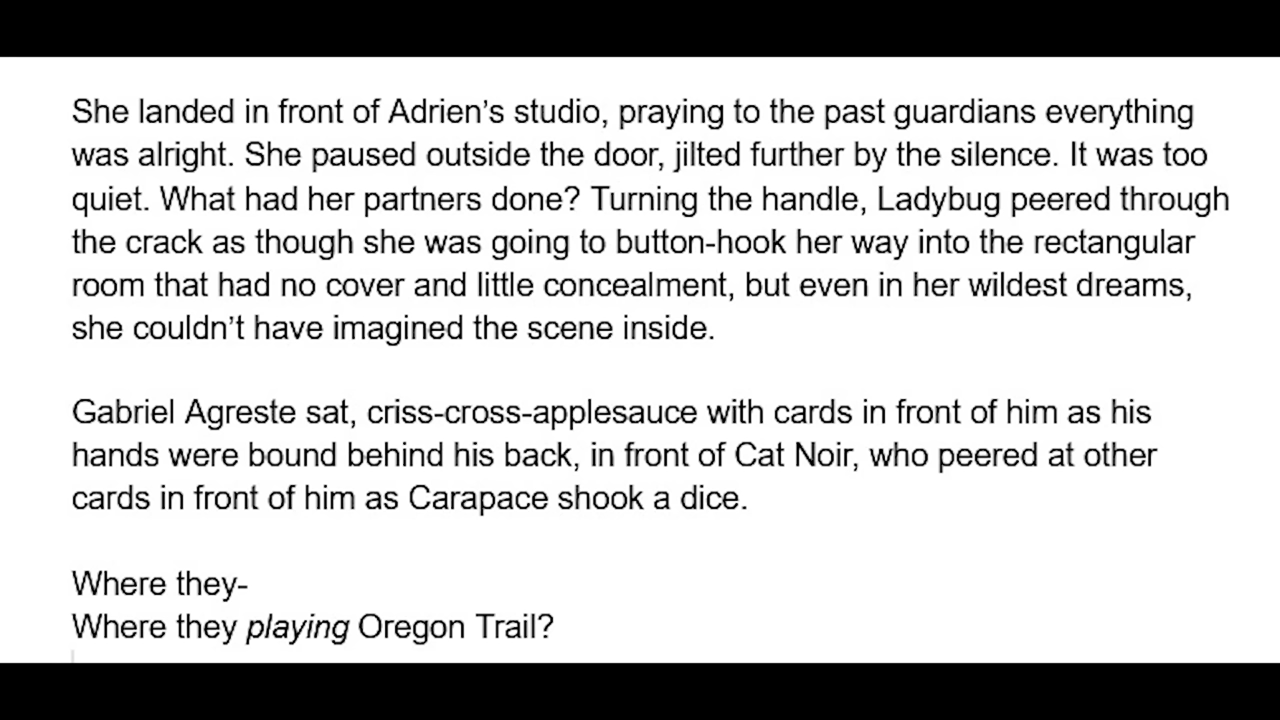 She landed in front of Adrien’s studio, praying to the past guardians everything
was alright. She paused outside the door, jilted further by the silence. It was too
quiet. What had her partners done? Turning the handle, Ladybug peered through
the crack as though she was going to button-hook her way into the rectangular
room that had no cover and little concealment, but even in her wildest dreams,
she couldn’t have imagined the scene inside.
Gabriel Agreste sat, criss-cross-applesauce with cards in front of him as his
hands were bound behind his back, in front of Cat Noir, who peered at other
cards in front of him as Carapace shook a dice.
Where they-
Where they playing Oregon Trail?